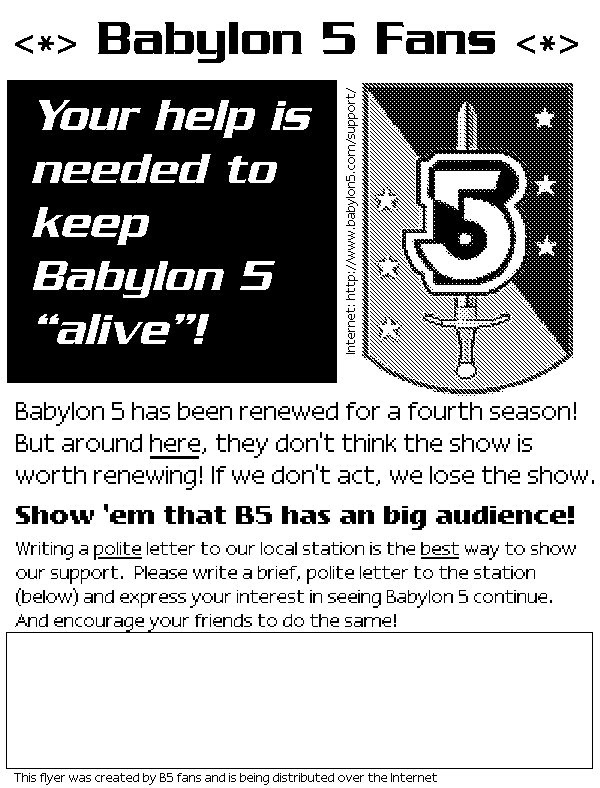 <*> Babylon 5 Fans <*>
Your help is
needed to
keep
Babylon 5
“alive”!
Internet: http://www.babylon5.com/support/
5
Babylon 5 has been renewed for a fourth season!
But around here, they don't think the show is
worth renewing! If we don't act, we lose the show.
Show 'em that B5 has an big audience!
Writing a polite letter to our local station is the best way to show
our support. Please write a brief, polite letter to the station
(below) and express your interest in seeing Babylon 5 continue.
And encourage your friends to do the same!
This flyer was created by B5 fans and is being distributed over the Internet